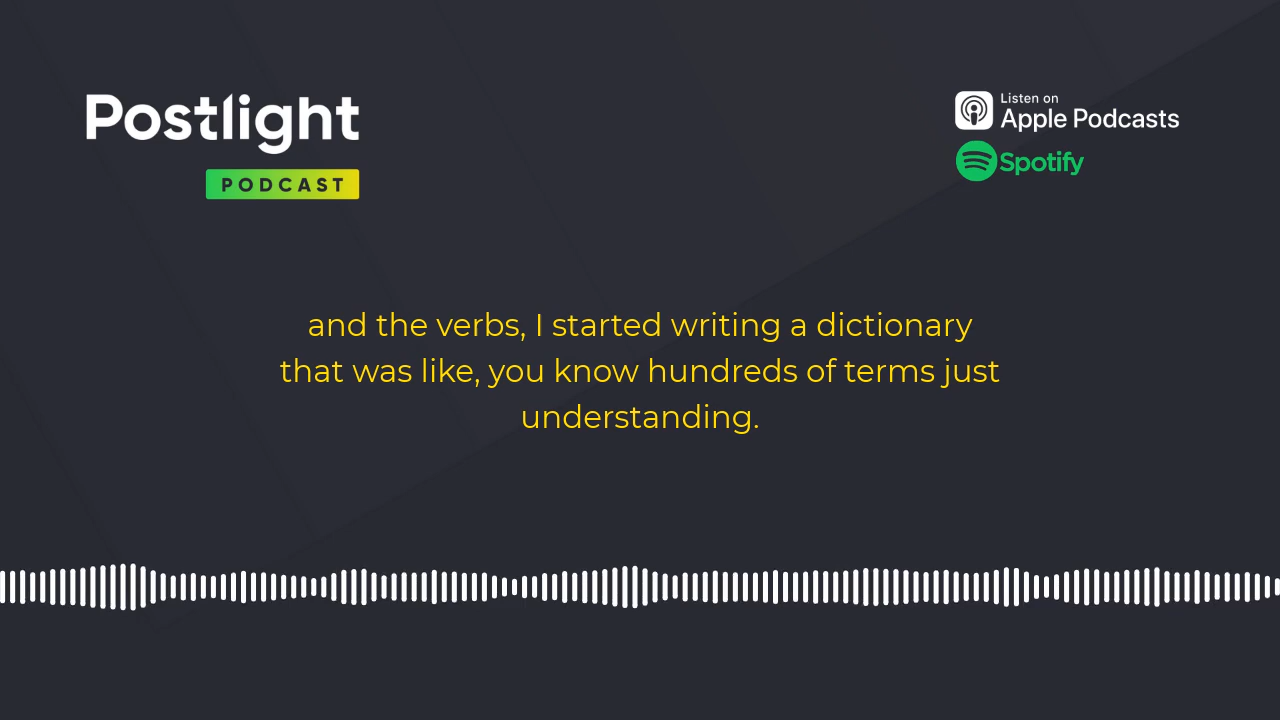 Postlight
PODCAST
Listen on
Apple Podcasts
Spotify
and the verbs, I started writing a dictionary
that was like, you know hundreds of terms just
understanding.